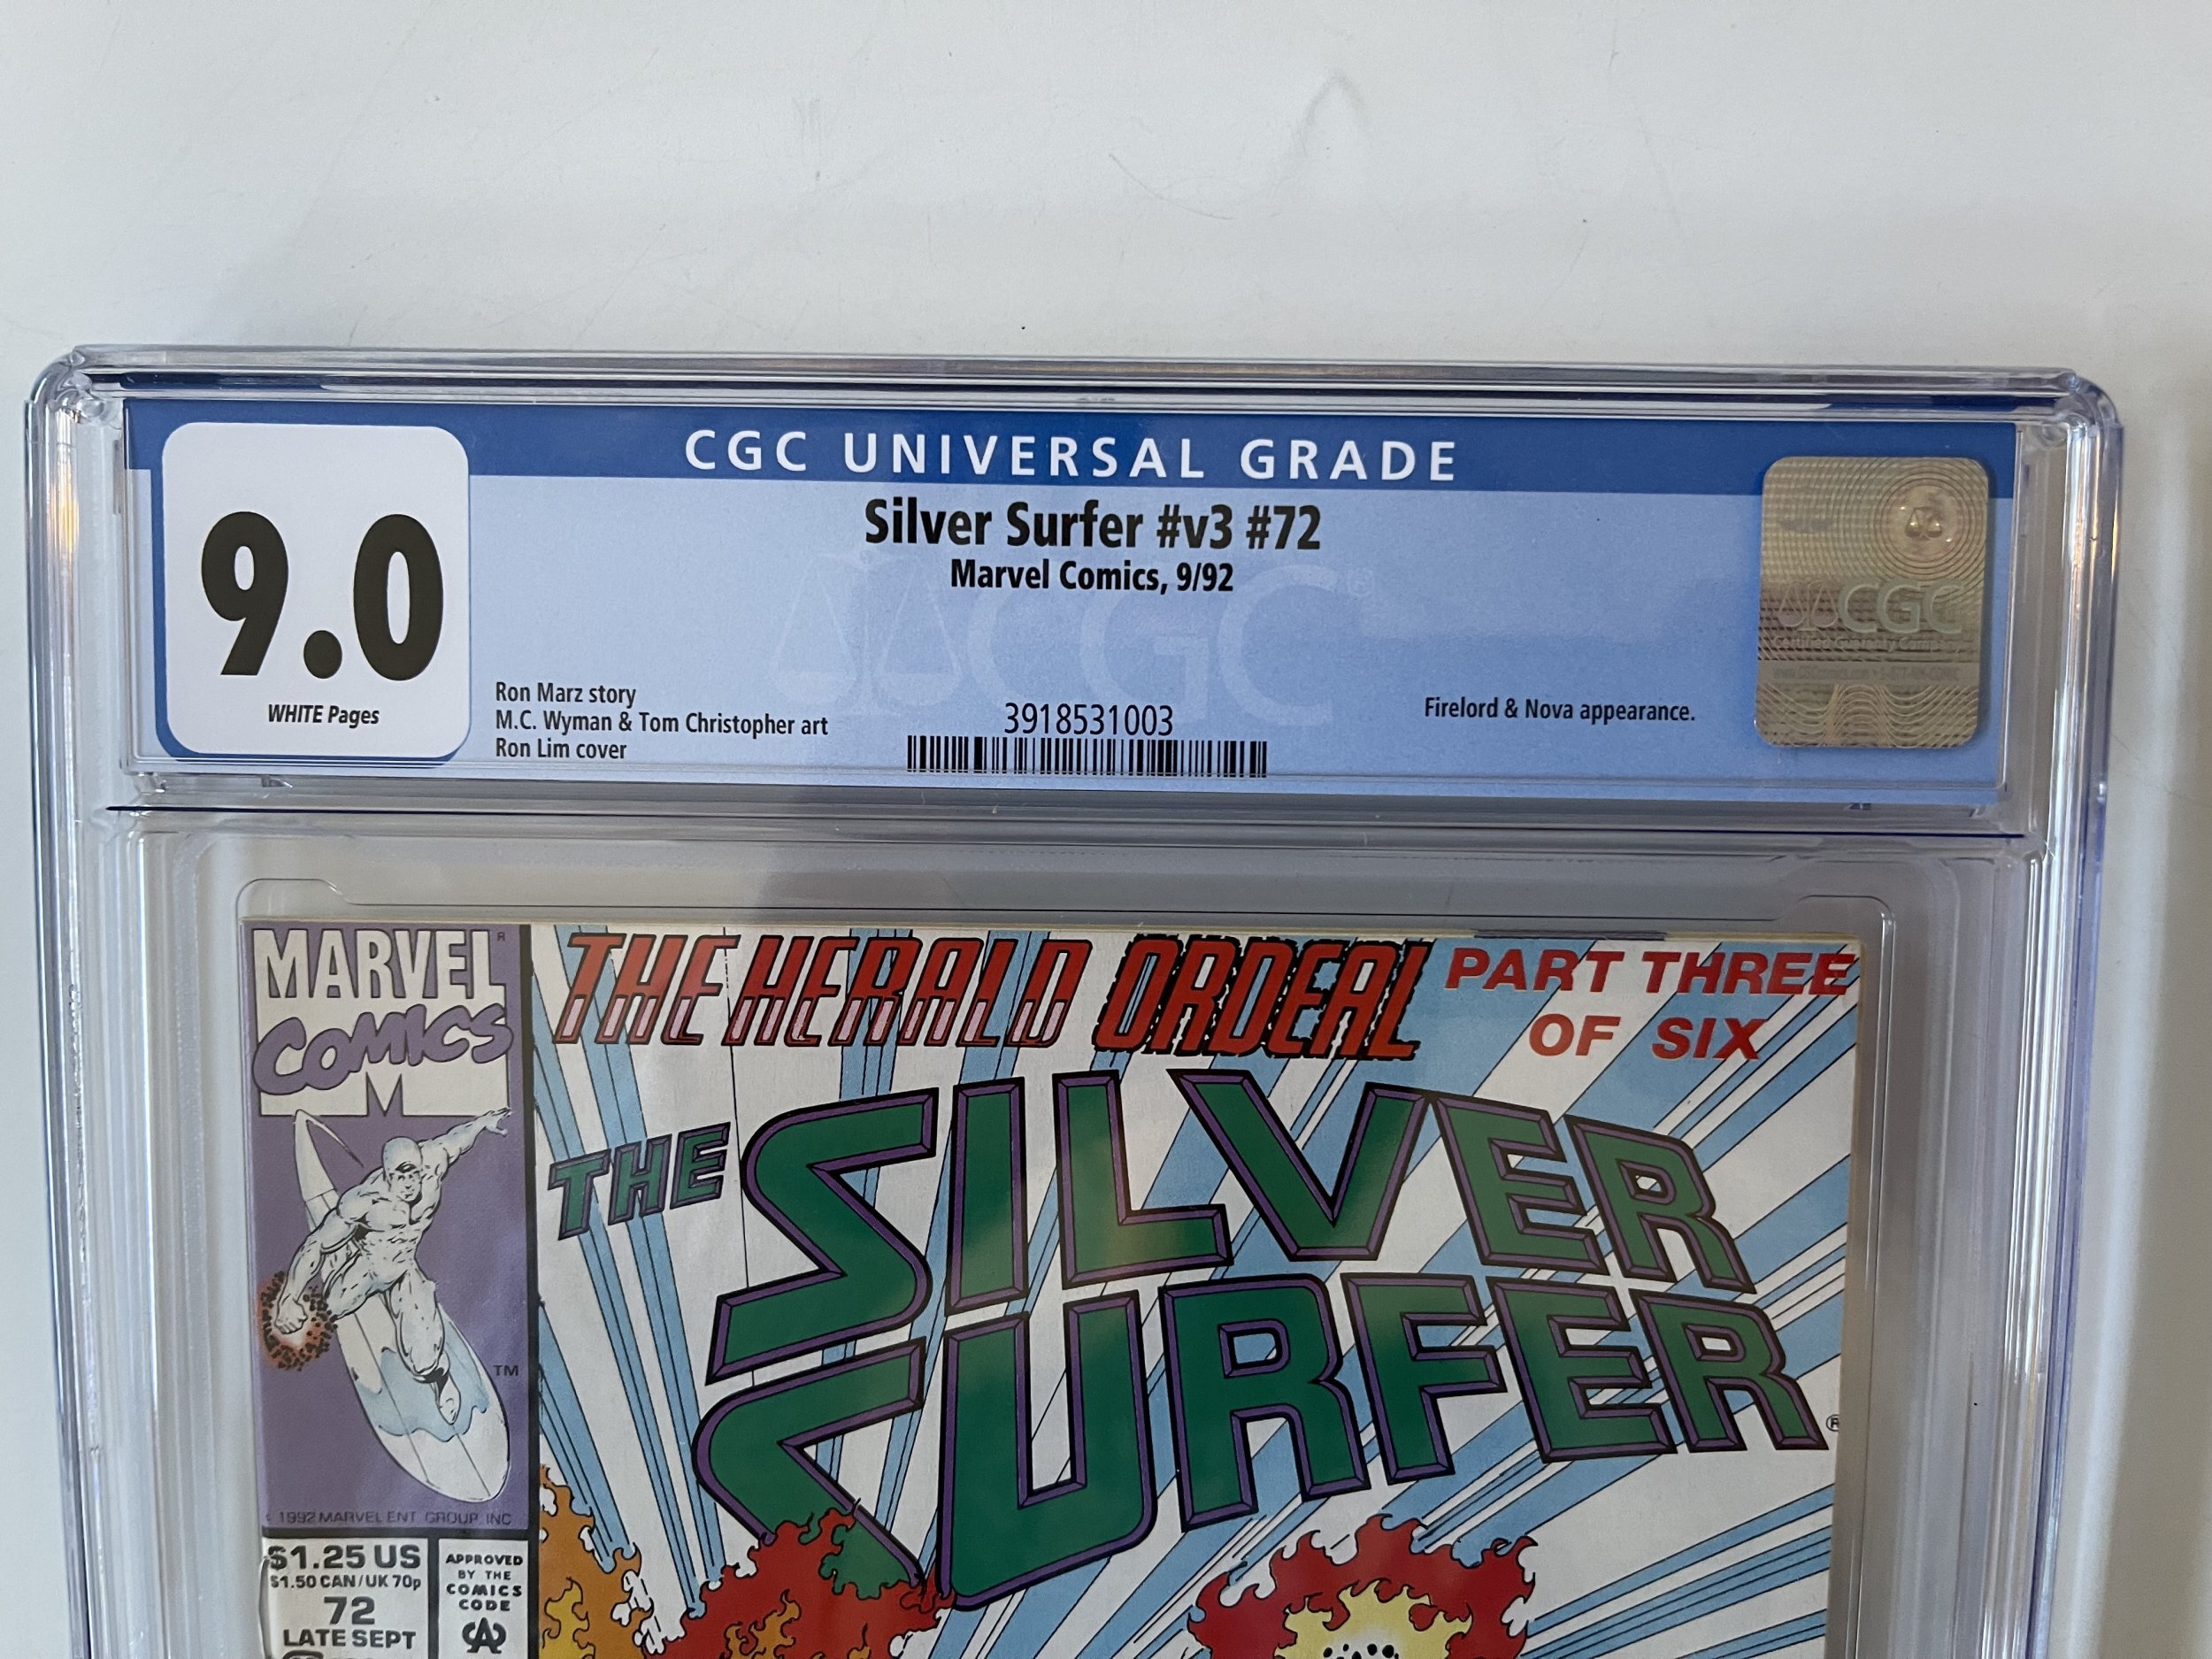 CGC UNIVERSAL GRADE
9.0
WHITE Pages
Silver Surfer #v3 #72
Marvel Comics, 9/92
Ron Marz story
M.C. Wyman & Tom Christopher art
Ron Lim cover
3918531003
Firelord & Nova appearance.
CGC
CGC
MARVEL
COMICS
THE HERALD ORDEAL
PART THREE
OF SIX
THE SILVER
SURFER
®
TM
1992 MARVEL ENT. GROUP, INC
$1.25 US
$1.50 CAN/UK 70p
72
LATE SEPT
APPROVED
BY THE
COMICS
CODE